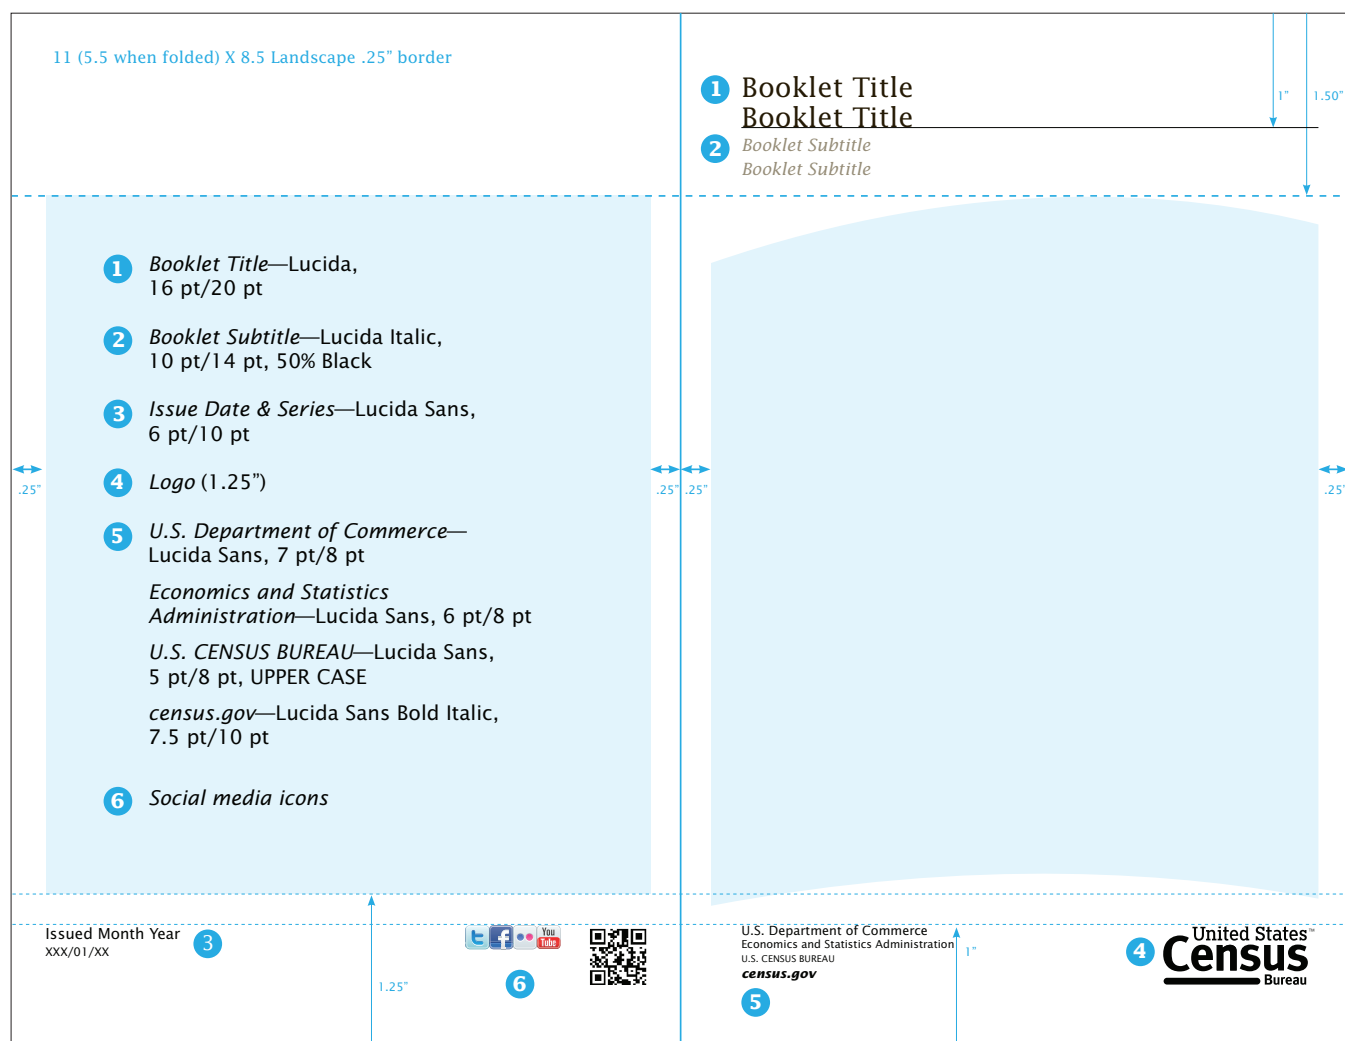 11 (5.5 when folded) X 8.5 Landscape .25” border
1 Booklet Title
Booklet Title
2 Booklet Subtitle
Booklet Subtitle
1”
1.50”
1 Booklet Title—Lucida,
16 pt/20 pt
2 Booklet Subtitle—Lucida Italic,
10 pt/14 pt, 50% Black
3 Issue Date & Series—Lucida Sans,
6 pt/10 pt
4 Logo (1.25”)
5 U.S. Department of Commerce—
Lucida Sans, 7 pt/8 pt
Economics and Statistics
Administration—Lucida Sans, 6 pt/8 pt
U.S. CENSUS BUREAU—Lucida Sans,
5 pt/8 pt, UPPER CASE
census.gov—Lucida Sans Bold Italic,
7.5 pt/10 pt
6 Social media icons
.25”
.25”
.25”
.25”
Issued Month Year
XXX/01/XX
3
1.25”
t f You
Tube
6
U.S. Department of Commerce
Economics and Statistics Administration
U.S. CENSUS BUREAU
census.gov
5
1”
4
United States™
Census
Bureau